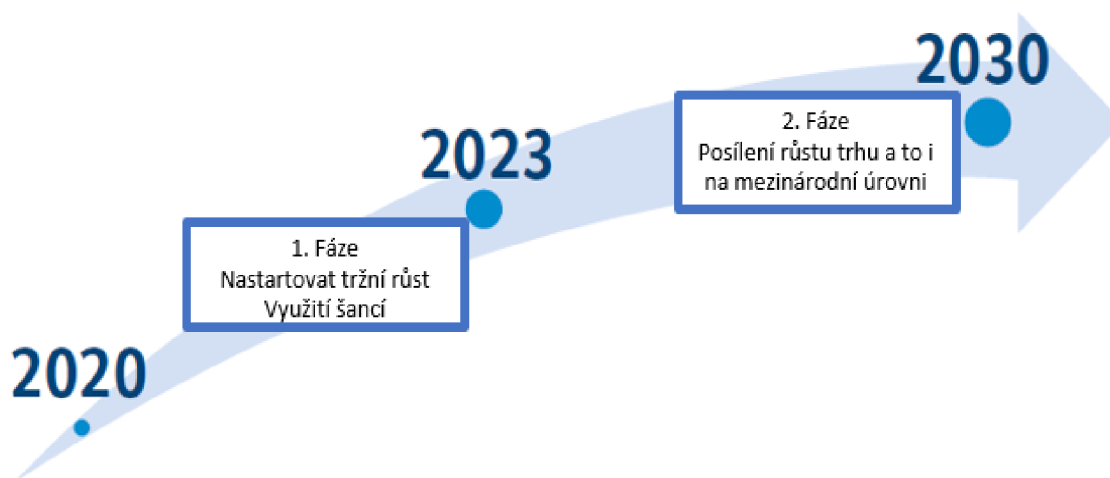 2020
1. Fáze
Nastartovat tržní růst
Využití šancí
2023
2. Fáze
Posílení růstu trhu a to i
na mezinárodní úrovni
2030